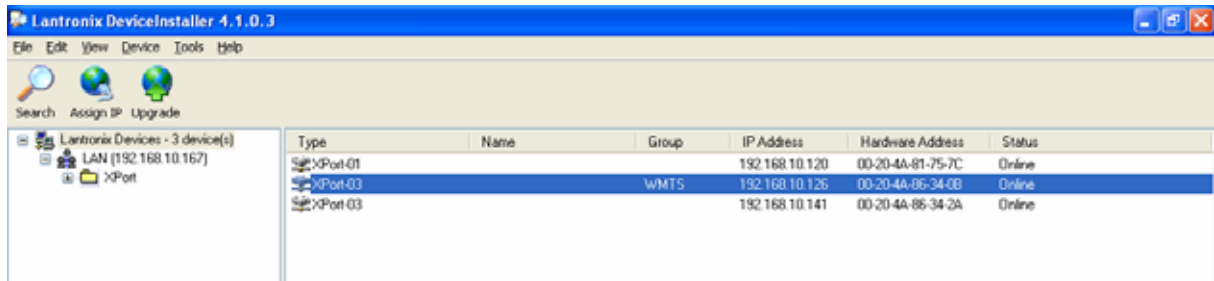 Lantronix DeviceInstaller 4.1.0.3
File Edit View Device Tools Help
Search Assign IP Upgrade
Lantronix Devices - 3 device(s)
LAN (192.168.10.167)
XPort
Type Name Group IP Address Hardware Address Status
XPort-01 192.168.10.120 00-20-4A-81-75-7C Online
XPort-03 WMTS 192.168.10.126 00-20-4A-86-34-0B Online
XPort-03 192.168.10.141 00-20-4A-86-34-2A Online